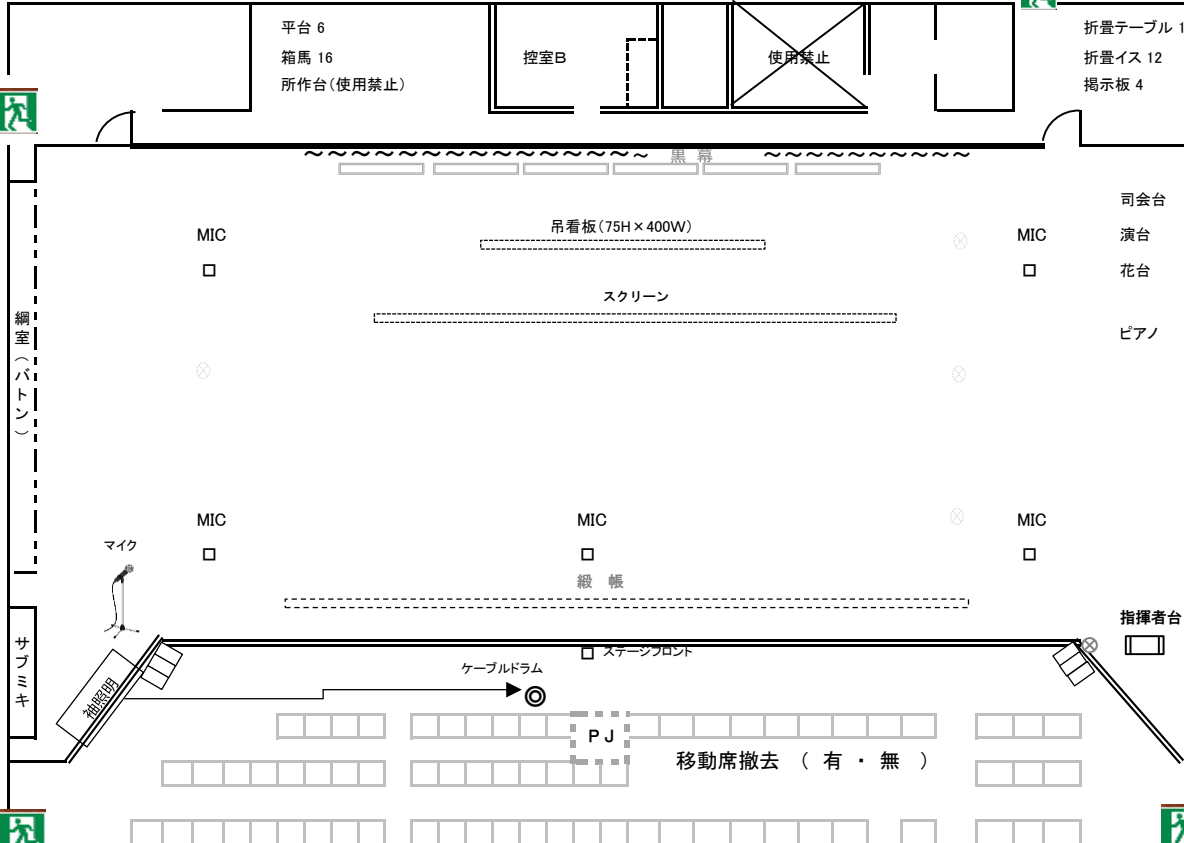 平台 6
箱馬 16
所作台(使用禁止)
控室B
使用禁止
折畳テーブル 1
折畳イス 12
掲示板 4
黒 幕
司会台
演台
花台
ピアノ
吊看板(75H×400W)
MIC
MIC
スクリーン
綱室(バトン)
MIC
MIC
MIC
マイク
緞 帳
指揮者台
サブミキ
ステージフロント
ケーブルドラム
袖照明
PJ
移動席撤去 ( 有 ・ 無 )